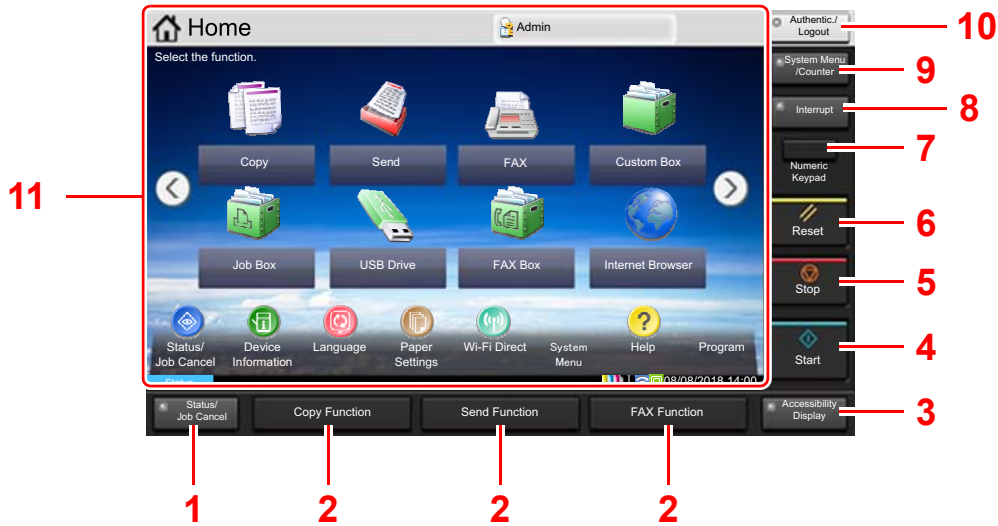 Home
Admin
Authentic./
Logout
10
Select the function.
System Menu
/Counter
9
Interrupt
8
Copy
Send
FAX
Custom Box
7
Numeric
Keypad
11
Reset
6
Job Box
USB Drive
FAX Box
Internet Browser
Stop
5
?
Status/
Job Cancel
Device
Information
Language
Paper
Settings
Wi-Fi Direct
System
Menu
Help
Program
Start
4
Status
08/08/2018 14:00
Status/
Job Cancel
Copy Function
Send Function
FAX Function
Accessibility
Display
3
1
2
2
2